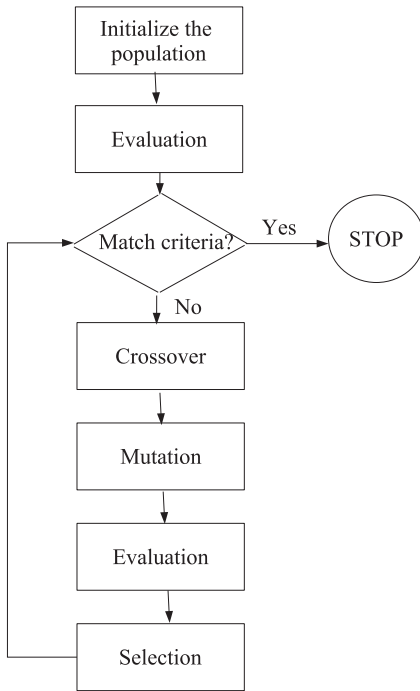 Initialize the
population
Evaluation
Match criteria?
Yes
STOP
No
Crossover
Mutation
Evaluation
Selection